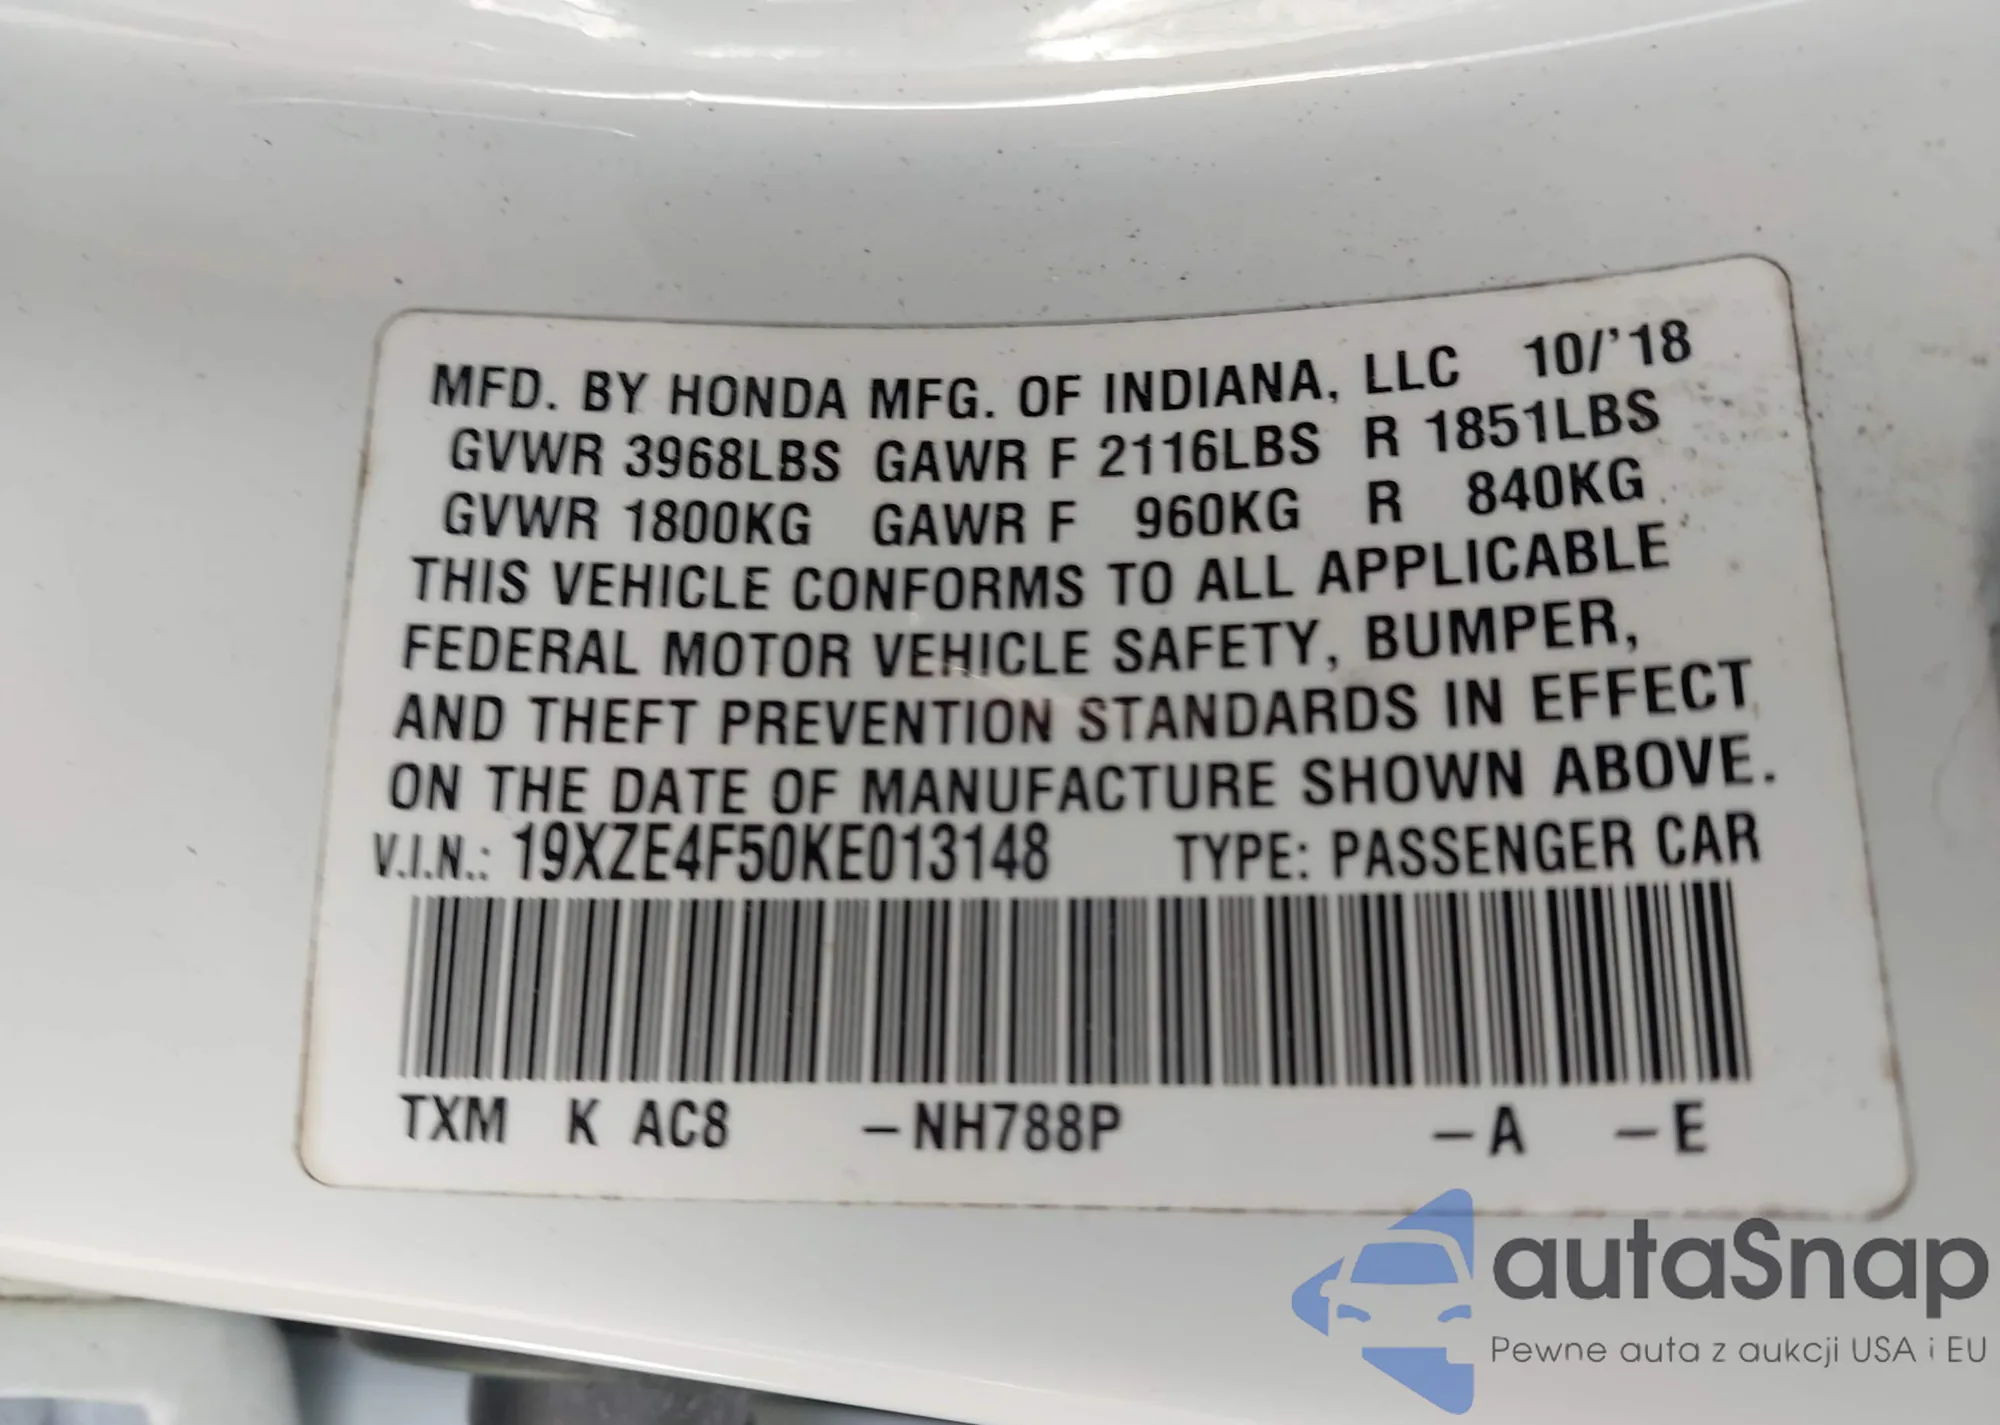 MFD. BY HONDA MFG. OF INDIANA, LLC 10/'18
GVWR 3968LBS GAWR F 2116LBS R 1851LBS
GVWR 1800KG GAWR F 960KG R 840KG
THIS VEHICLE CONFORMS TO ALL APPLICABLE
FEDERAL MOTOR VEHICLE SAFETY, BUMPER,
AND THEFT PREVENTION STANDARDS IN EFFECT
ON THE DATE OF MANUFACTURE SHOWN ABOVE.
V.I.N.: 19XZE4F50KE013148 TYPE: PASSENGER CAR
TXM K AC8 –NH788P –A –E
autaSnap
Pewne auta z aukcji USA i EU